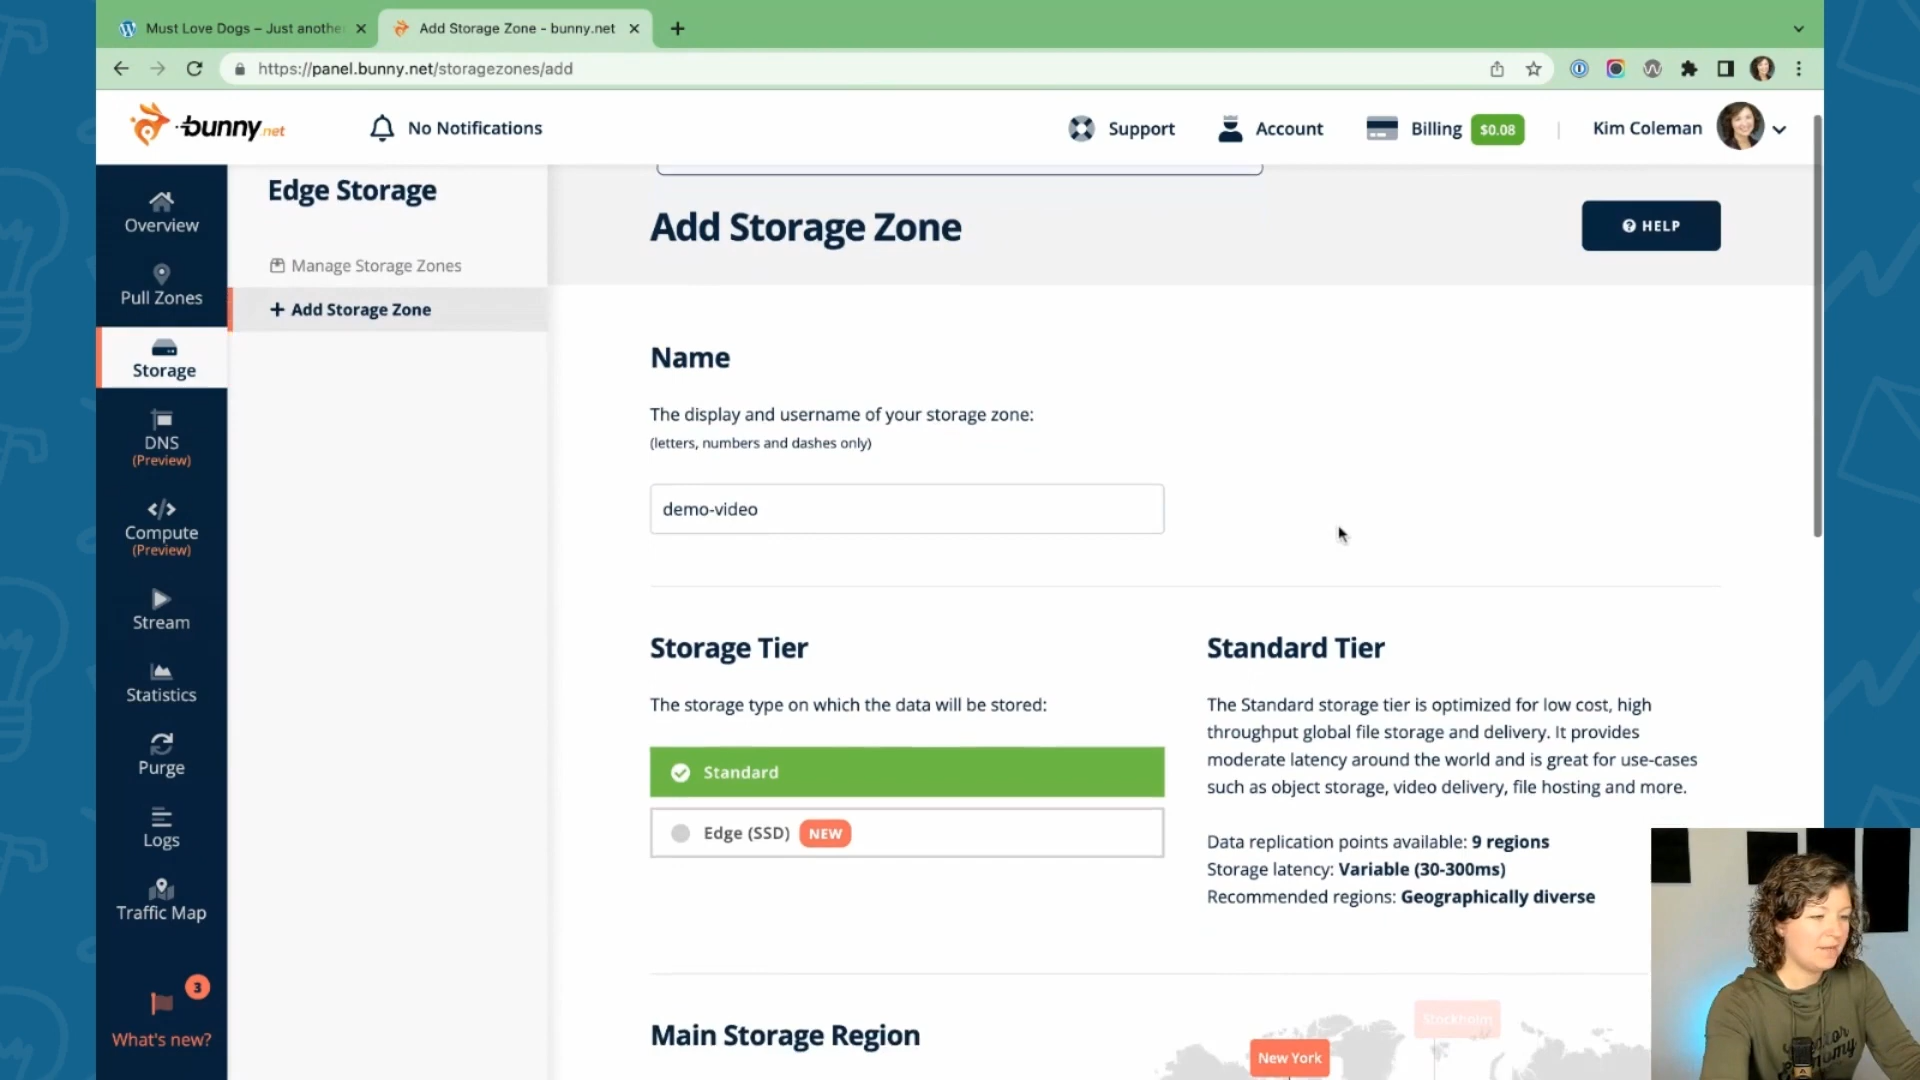 Must Love Dogs – Just anothe
Add Storage Zone - bunny.net
https://panel.bunny.net/storagezones/add
bunny.net
No Notifications
Support
Account
Billing
$0.08
Kim Coleman
Overview
Pull Zones
Storage
DNS
(Preview)
Compute
(Preview)
Stream
Statistics
Purge
Logs
Traffic Map
3
What's new?
Edge Storage
Manage Storage Zones
+ Add Storage Zone
Add Storage Zone
HELP
Name
The display and username of your storage zone:
(letters, numbers and dashes only)
demo-video
Storage Tier
The storage type on which the data will be stored:
Standard
Edge (SSD) NEW
Standard Tier
The Standard storage tier is optimized for low cost, high
throughput global file storage and delivery. It provides
moderate latency around the world and is great for use-cases
such as object storage, video delivery, file hosting and more.
Data replication points available: 9 regions
Storage latency: Variable (30-300ms)
Recommended regions: Geographically diverse
Main Storage Region
Stockholm
New York